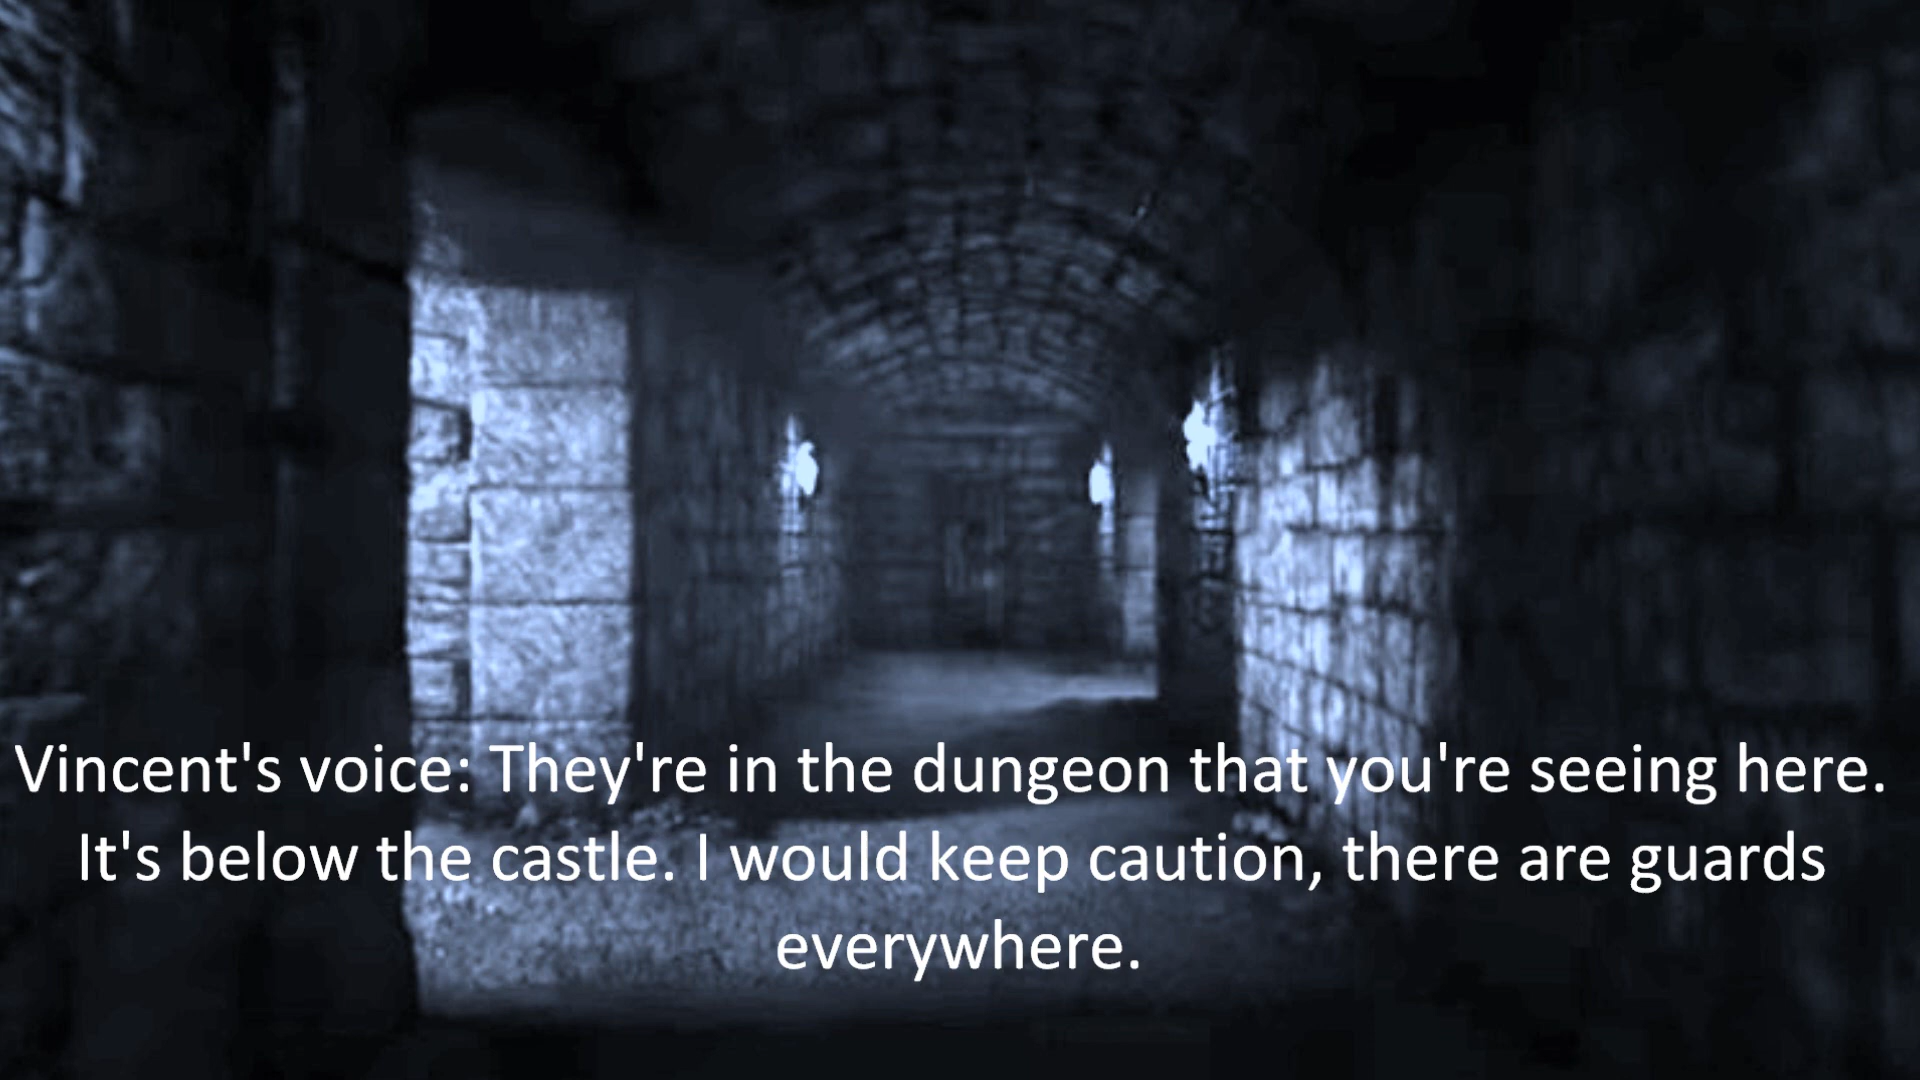 Vincent's voice: They're in the dungeon that you're seeing here.
It's below the castle. I would keep caution, there are guards
everywhere.